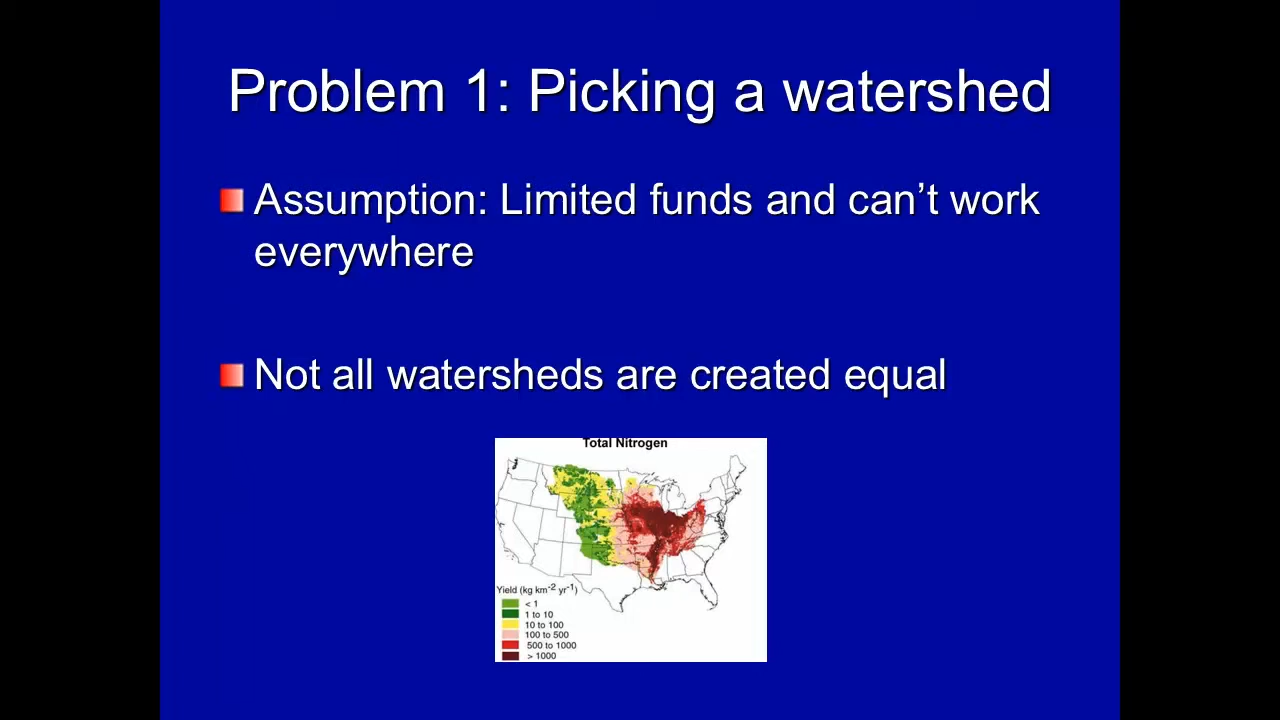 Problem 1: Picking a watershed
Assumption: Limited funds and can’t work
everywhere
Not all watersheds are created equal
Total Nitrogen
Yield (kg km-2 yr-1)
< 1
1 to 10
10 to 100
100 to 500
500 to 1000
> 1000